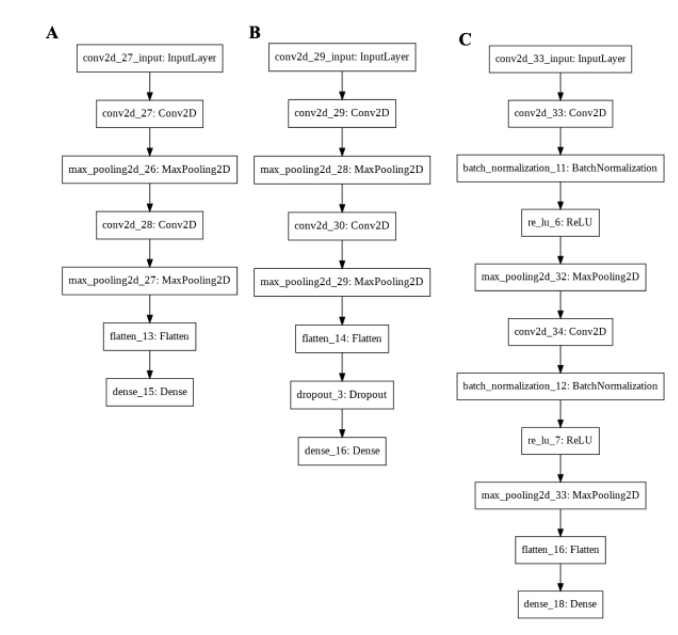 A
conv2d_27_input: InputLayer
conv2d_27: Conv2D
max_pooling2d_26: MaxPooling2D
conv2d_28: Conv2D
max_pooling2d_27: MaxPooling2D
flatten_13: Flatten
dense_15: Dense
B
conv2d_29_input: InputLayer
conv2d_29: Conv2D
max_pooling2d_28: MaxPooling2D
conv2d_30: Conv2D
max_pooling2d_29: MaxPooling2D
flatten_14: Flatten
dropout_3: Dropout
dense_16: Dense
C
conv2d_33_input: InputLayer
conv2d_33: Conv2D
batch_normalization_11: BatchNormalization
re_lu_6: ReLU
max_pooling2d_32: MaxPooling2D
conv2d_34: Conv2D
batch_normalization_12: BatchNormalization
re_lu_7: ReLU
max_pooling2d_33: MaxPooling2D
flatten_16: Flatten
dense_18: Dense